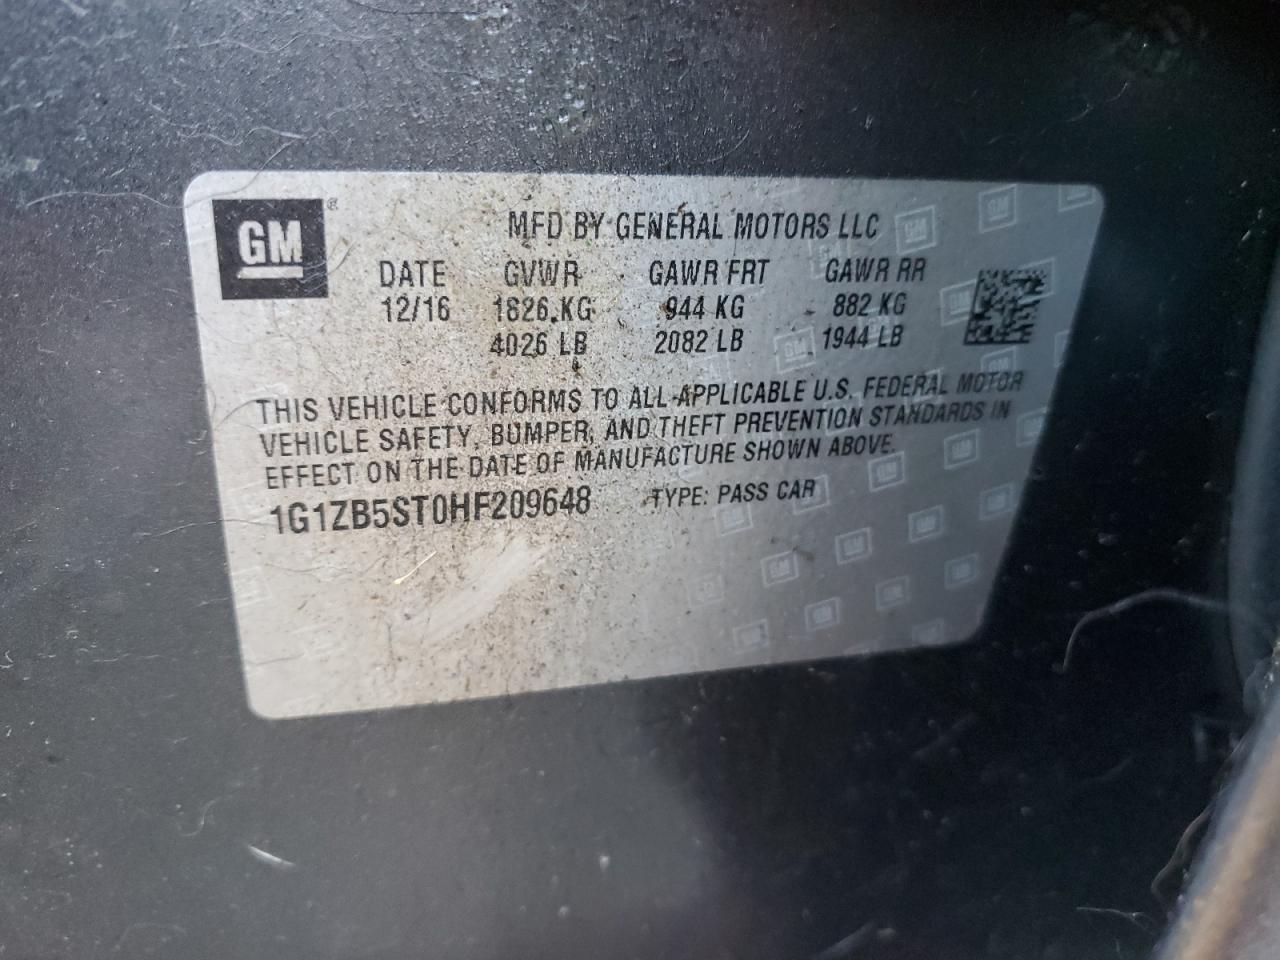 GM®
MFD BY GENERAL MOTORS LLC
DATE GVWR GAWR FRT GAWR RR
12/16 1826 KG 944 KG 882 KG
4026 LB 2082 LB 1944 LB
THIS VEHICLE CONFORMS TO ALL APPLICABLE U.S. FEDERAL MOTOR
VEHICLE SAFETY, BUMPER, AND THEFT PREVENTION STANDARDS IN
EFFECT ON THE DATE OF MANUFACTURE SHOWN ABOVE.
1G1ZB5ST0HF209648 TYPE: PASS CAR